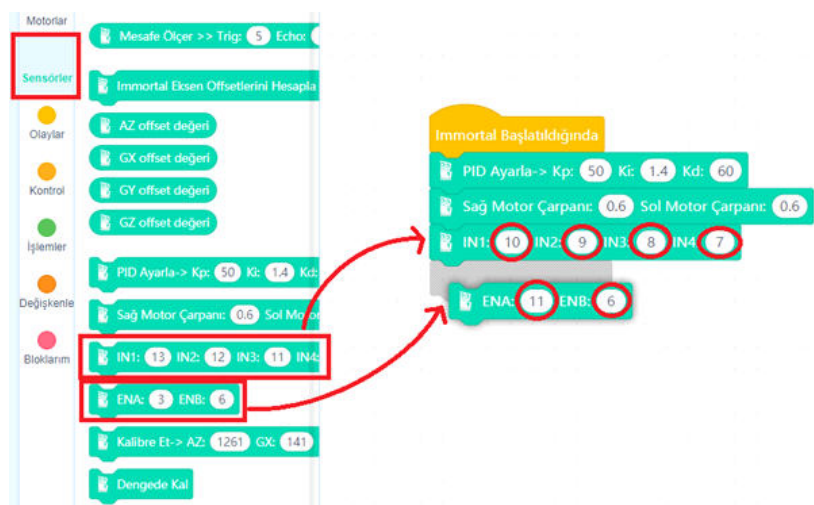 Motorlar
Sensörler
Olaylar
Kontrol
İşlemler
Değişkenle
Bloklarım
Mesafe Ölçer >> Trig: 5 Echo:
Immortal Eksen Offsetlerini Hesapla
AZ offset değeri
GX offset değeri
GY offset değeri
GZ offset değeri
PID Ayarla-> Kp: 50 Ki: 1.4 Kd:
Sağ Motor Çarpanı: 0.6 Sol Motor
IN1: 13 IN2: 12 IN3: 11 IN4:
ENA: 3 ENB: 6
Kalibre Et-> AZ: 1261 GX: 141
Dengede Kal
Immortal Başlatıldığında
PID Ayarla-> Kp: 50 Ki: 1.4 Kd: 60
Sağ Motor Çarpanı: 0.6 Sol Motor Çarpanı: 0.6
IN1: 10 IN2: 9 IN3: 8 IN4: 7
ENA: 11 ENB: 6